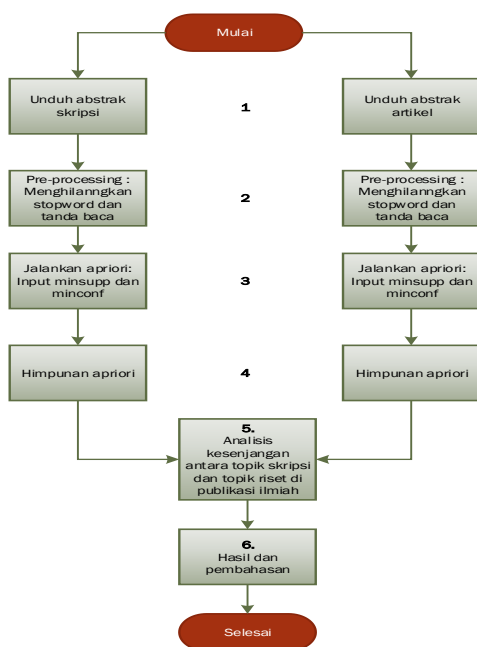 Mulai
Unduh abstrak
skripsi
1
Unduh abstrak
artikel
Pre-processing :
Menghilanngkan
stopword dan
tanda baca
2
Pre-processing :
Menghilanngkan
stopword dan
tanda baca
Jalankan apriori:
Input minsupp dan
minconf
3
Jalankan apriori:
Input minsupp dan
minconf
Himpunan apriori
4
Himpunan apriori
5.
Analisis
kesenjangan
antara topik skripsi
dan topik riset di
publikasi ilmiah
6.
Hasil dan
pembahasan
Selesai